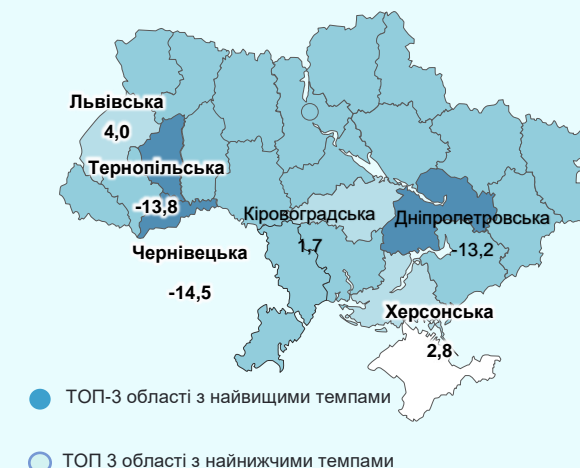 Львівська
4,0
Тернопільська
-13,8
Кіровоградська
1,7
Дніпропетровська
-13,2
Чернівецька
-14,5
Херсонська
2,8
ТОП-3 області з найвищими темпами
ТОП 3 області з найнижчими темпами